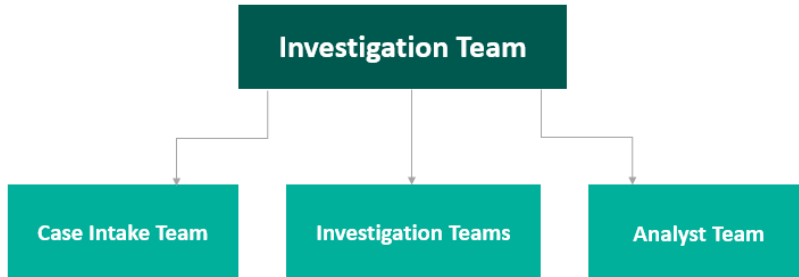 Investigation Team
Case Intake Team
Investigation Teams
Analyst Team